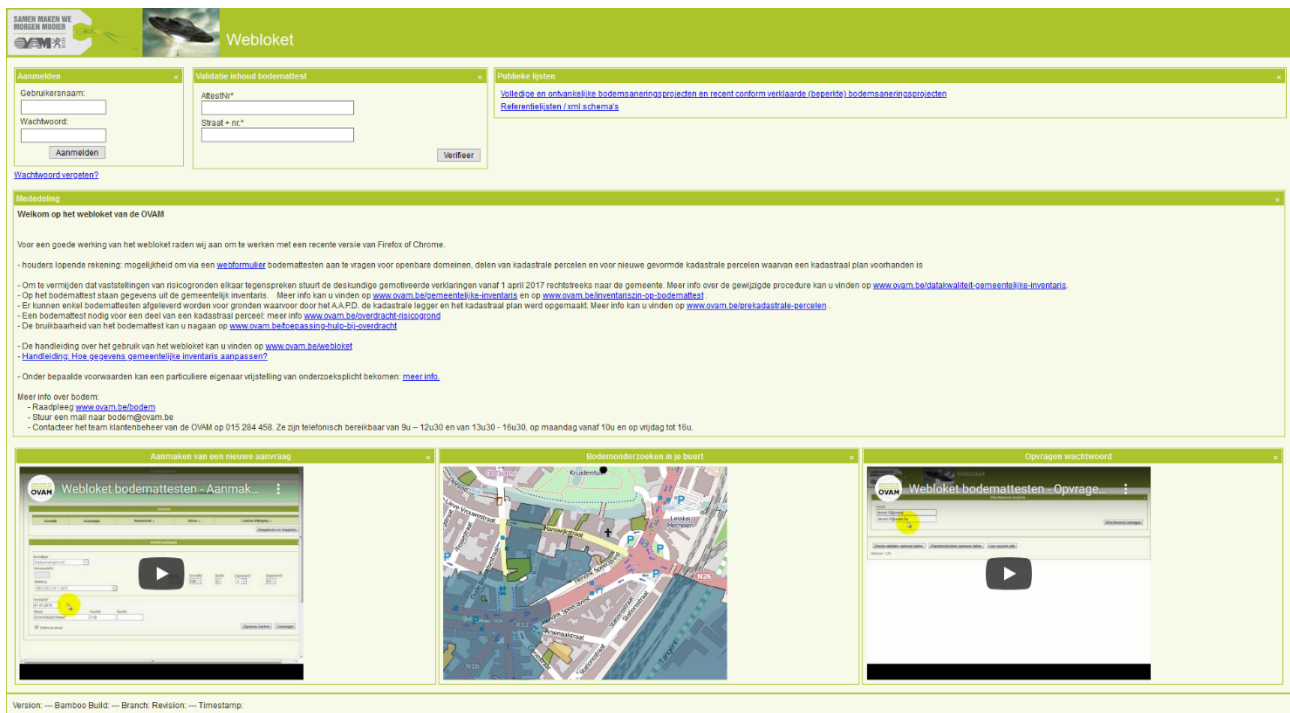 SAMEN MAKEN WE
MORGEN MOOIER
OVAM
Webloket
Aanmelden
Gebruikersnaam:
Wachtwoord:
Aanmelden
Wachtwoord vergeten?
Validatie inhoud bodemattest
AttestNr*
Straat + nr.*
Verifieer
Publieke lijsten
Volledige en ontvankelijke bodemsaneringsprojecten en recent conform verklaarde (beperkte) bodemsaneringsprojecten
Referentielijsten / xml schema's
Mededeling
Welkom op het webloket van de OVAM
Voor een goede werking van het webloket raden wij aan om te werken met een recente versie van Firefox of Chrome.
- houders lopende rekening: mogelijkheid om via een webformulier bodemattesten aan te vragen voor openbare domeinen, delen van kadastrale percelen en voor nieuwe gevormde kadastrale percelen waarvan een kadastraal plan voorhanden is
- Om te vermijden dat vaststellingen van risicogronden elkaar tegenspreken stuurt de deskundige gemotiveerde verklaringen vanaf 1 april 2017 rechtstreeks naar de gemeente. Meer info over de gewijzigde procedure kan u vinden op www.ovam.be/datakwaliteit-gemeentelijke-inventaris.
- Op het bodemattest staan gegevens uit de gemeentelijk inventaris. Meer info kan u vinden op www.ovam.be/gemeentelijke-inventaris en op www.ovam.be/inventariszin-op-bodemattest .
- Er kunnen enkel bodemattesten afgeleverd worden voor gronden waarvoor door het A.A.P.D. de kadastrale legger en het kadastraal plan werd opgemaakt. Meer info kan u vinden op www.ovam.be/prekadastrale-percelen .
- Een bodemattest nodig voor een deel van een kadastraal perceel: meer info www.ovam.be/overdracht-risicogrond
- De bruikbaarheid van het bodemattest kan u nagaan op www.ovam.be/toepassing-hulp-bij-overdracht
- De handleiding over het gebruik van het webloket kan u vinden op www.ovam.be/webloket
- Handleiding: Hoe gegevens gemeentelijke inventaris aanpassen?
- Onder bepaalde voorwaarden kan een particuliere eigenaar vrijstelling van onderzoeksplicht bekomen: meer info.
Meer info over bodem:
- Raadpleeg www.ovam.be/bodem
- Stuur een mail naar bodem@ovam.be
- Contacteer het team klantenbeheer van de OVAM op 015 284 458. Ze zijn telefonisch bereikbaar van 9u – 12u30 en van 13u30 - 16u30, op maandag vanaf 10u en op vrijdag tot 16u.
Aanmaken van een nieuwe aanvraag
OVAM
Webloket bodemattesten - Aanmak...
Bodemonderzoeken in je buurt
Kruidentuin
Hanswijkstraat
Lessius
Mechelen
Hendrik Speecqvest
N26
N12
Arsenaalstraat
Stationsstraat
Tangent
Opvragen wachtwoord
OVAM
Webloket bodemattesten - Opvrage...
Version: --- Bamboo Build: --- Branch: Revision: --- Timestamp: